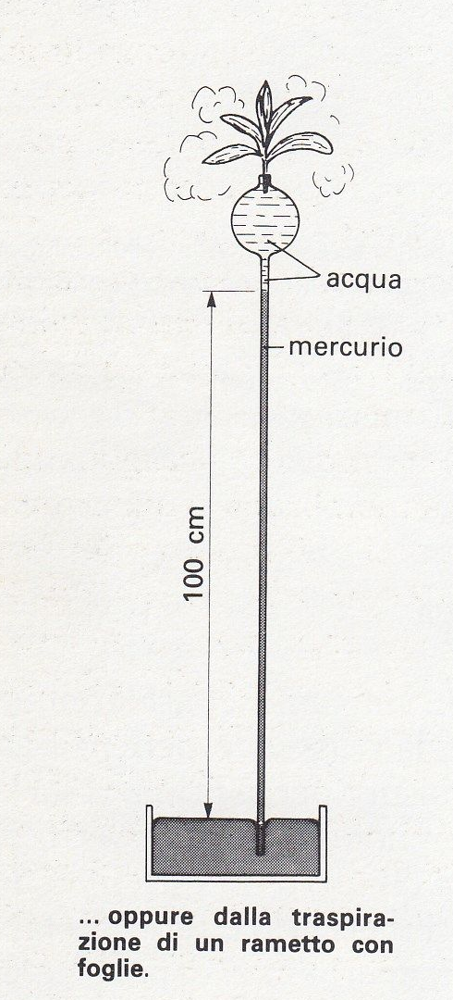 acqua
mercurio
100 cm
... oppure dalla traspira-
zione di un rametto con
foglie.